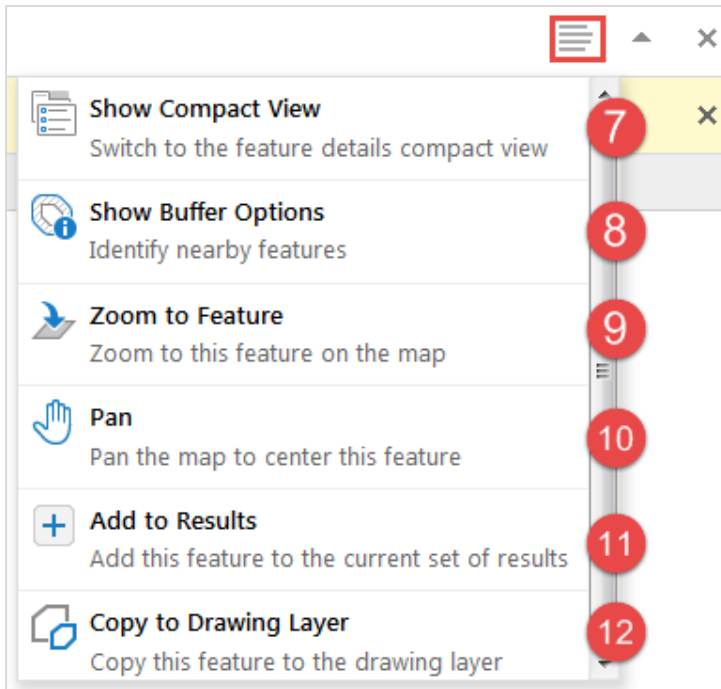 Show Compact View
7
Switch to the feature details compact view
Show Buffer Options
8
Identify nearby features
Zoom to Feature
9
Zoom to this feature on the map
Pan
10
Pan the map to center this feature
Add to Results
11
Add this feature to the current set of results
Copy to Drawing Layer
12
Copy this feature to the drawing layer